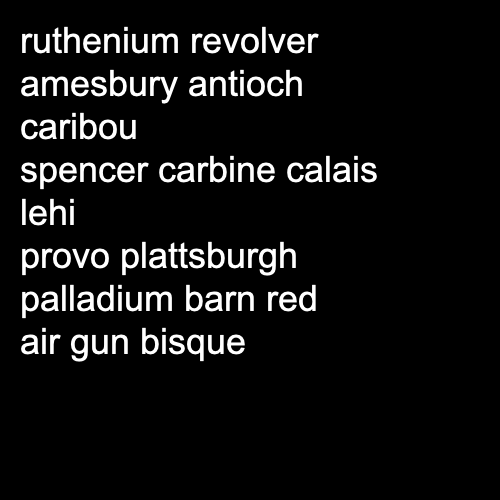 ruthenium revolver
amesbury antioch
caribou
spencer carbine calais
lehi
provo plattsburgh
palladium barn red
air gun bisque